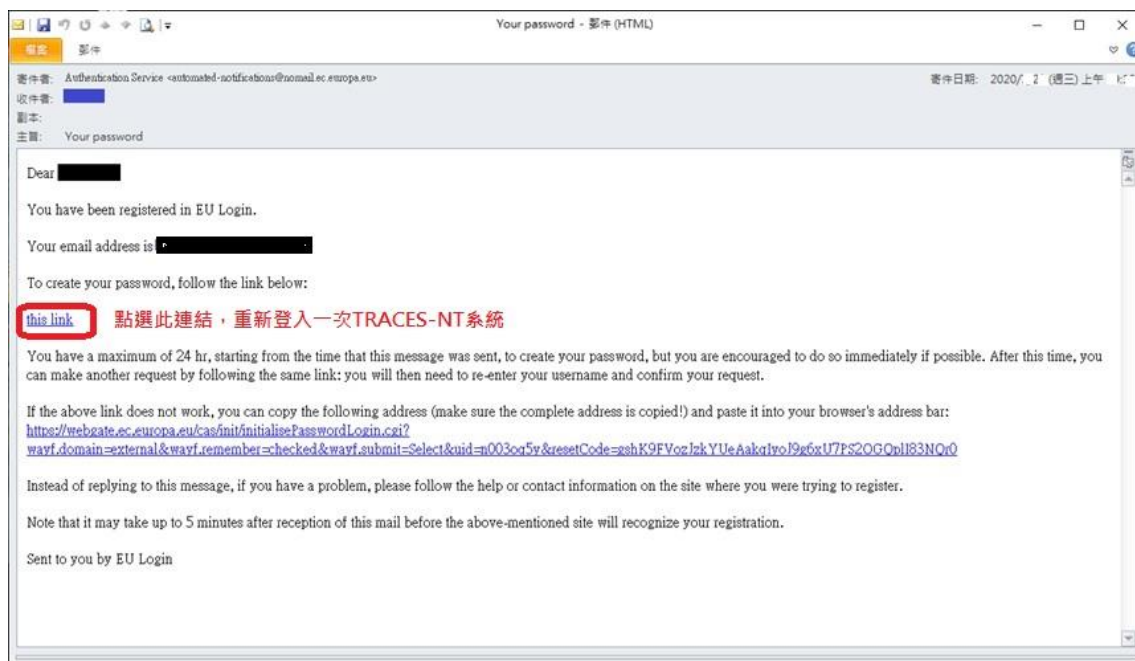 Your password - 郵件 (HTML)
檔案 郵件
寄件者: Authentication Service <automated-notifications@nomail.ec.europa.eu>
寄件日期: 2020/ 2 (週三) 上午
收件者:
副本:
主旨: Your password
Dear
You have been registered in EU Login.
Your email address is
To create your password, follow the link below:
this link 點選此連結,重新登入一次TRACES-NT系統
You have a maximum of 24 hr, starting from the time that this message was sent, to create your password, but you are encouraged to do so immediately if possible. After this time, you
can make another request by following the same link: you will then need to re-enter your username and confirm your request.
If the above link does not work, you can copy the following address (make sure the complete address is copied!) and paste it into your browser's address bar:
https://webgate.ec.europa.eu/cas/init/initialisePasswordLogin.cgi?
wayf.domain=external&wayf.remember=checked&wayf.submit=Select&uid=n003oq5y&resetCode=
Instead of replying to this message, if you have a problem, please follow the help or contact information on the site where you were trying to register.
Note that it may take up to 5 minutes after reception of this mail before the above-mentioned site will recognize your registration.
Sent to you by EU Login